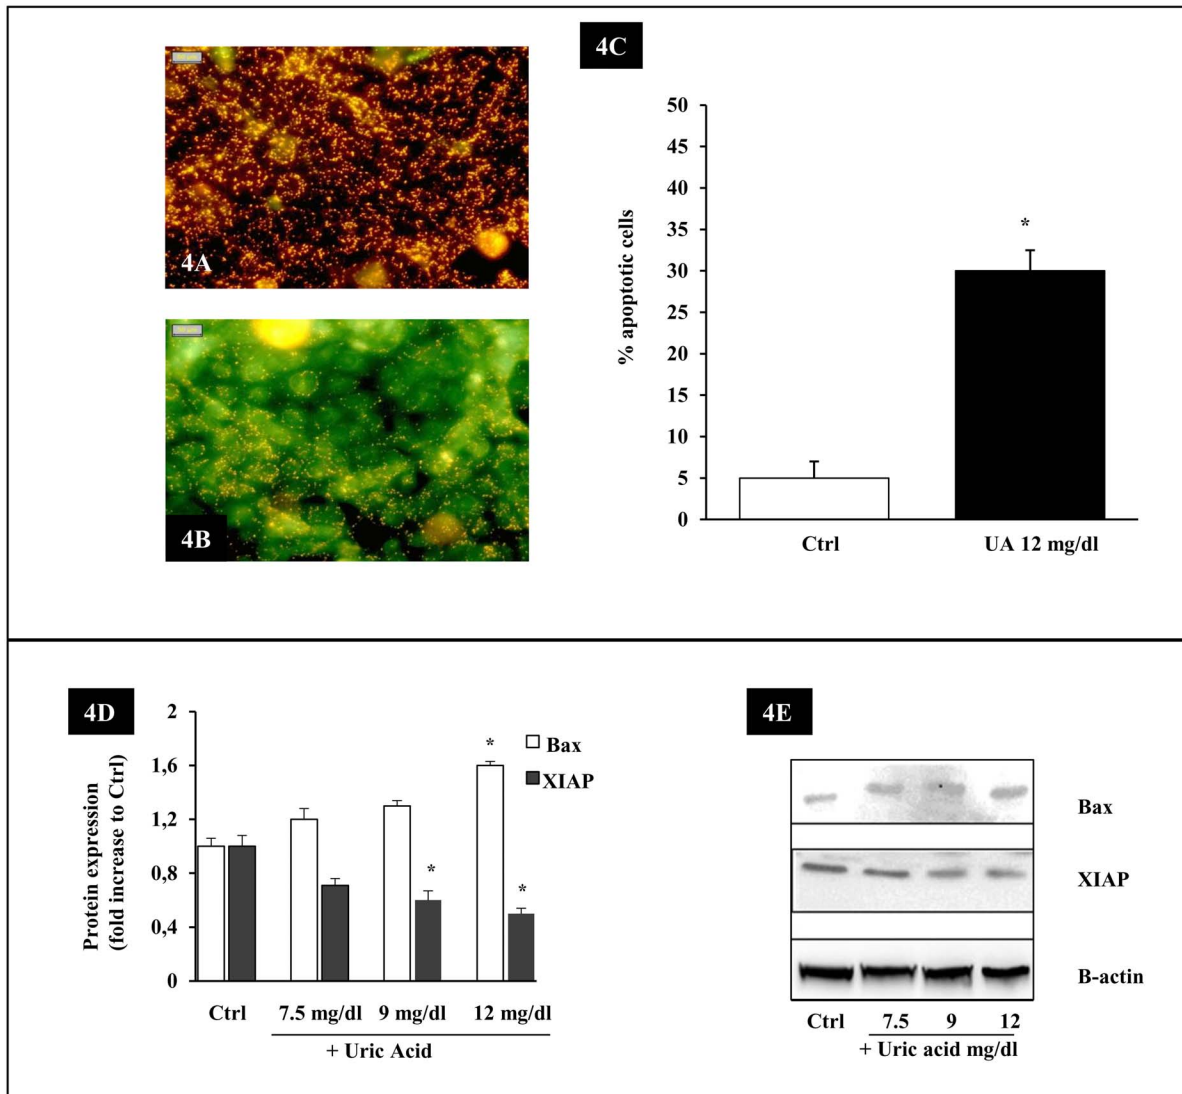 4A
4B
4C
50
45
40
35
30
25
20
15
10
5
0
% apoptotic cells
*
Ctrl
UA 12 mg/dl
4D
2
1,6
1,2
0,8
0,4
0
Protein expression
(fold increase to Ctrl)
*
*
*
Bax
XIAP
Ctrl
7.5 mg/dl
9 mg/dl
12 mg/dl
+ Uric Acid
4E
Bax
XIAP
B-actin
Ctrl
7.5
9
12
+ Uric acid mg/dl